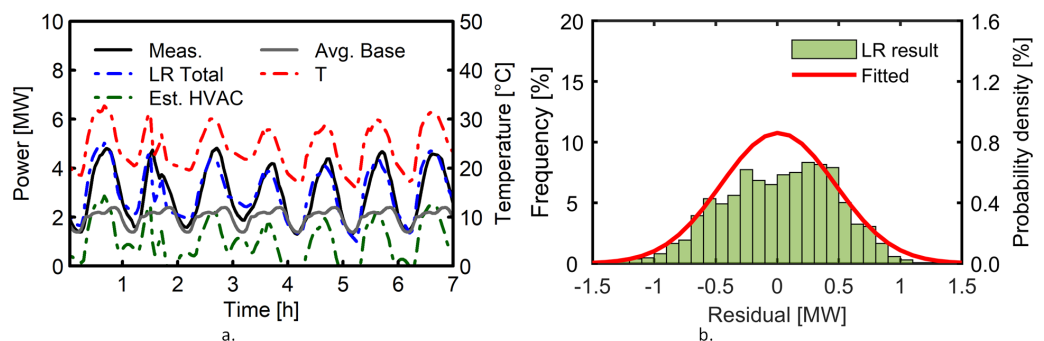 Power [MW]
10
8
6
4
2
0
Meas.
Avg. Base
LR Total
T
Est. HVAC
50
40
30
20
10
0
Temperature [°C]
1 2 3 4 5 6 7
Time [h]
a.
Frequency [%]
20
15
10
5
0
LR result
Fitted
1.6
1.2
0.8
0.4
0.0
Probability density [%]
-1.5 -1 -0.5 0 0.5 1 1.5
Residual [MW]
b.